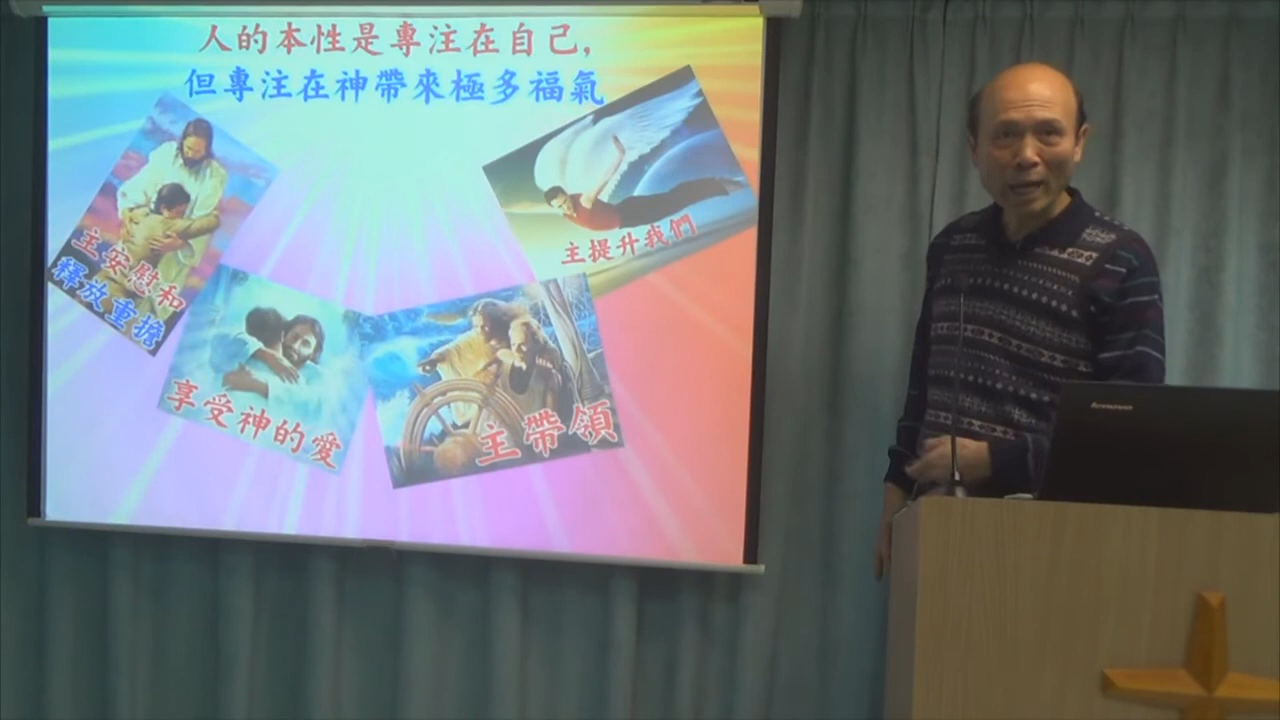 人的本性是專注在自己,
但專注在神帶來極多福氣
主安慰和
釋放重擔
享受神的愛
主帶領
主提升我們
lenovo